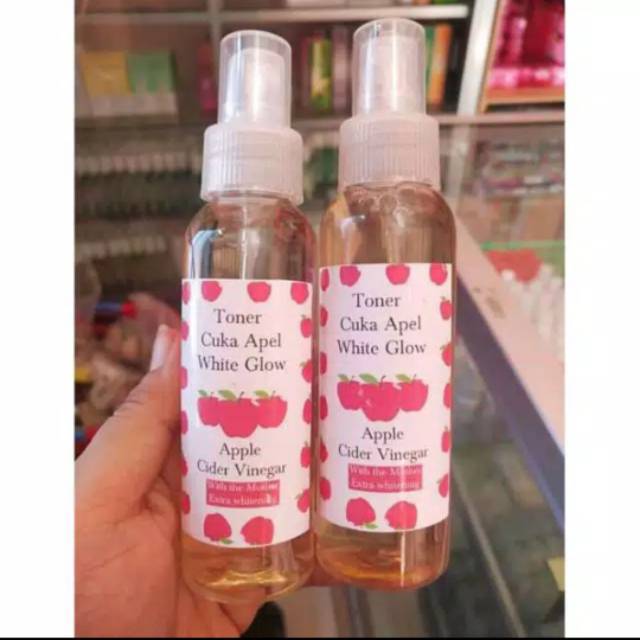 Toner
Cuka Apel
White Glow
Apple
Cider Vinegar
With the Mother
Extra whitening
Toner
Cuka Apel
White Glow
Apple
Cider Vinegar
With the Mother
Extra whitening